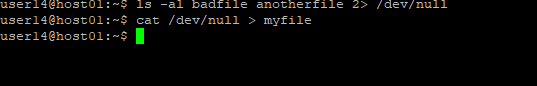 user14@host01:~$ ls -al badfile anotherfile 2> /dev/null
user14@host01:~$ cat /dev/null > myfile
user14@host01:~$